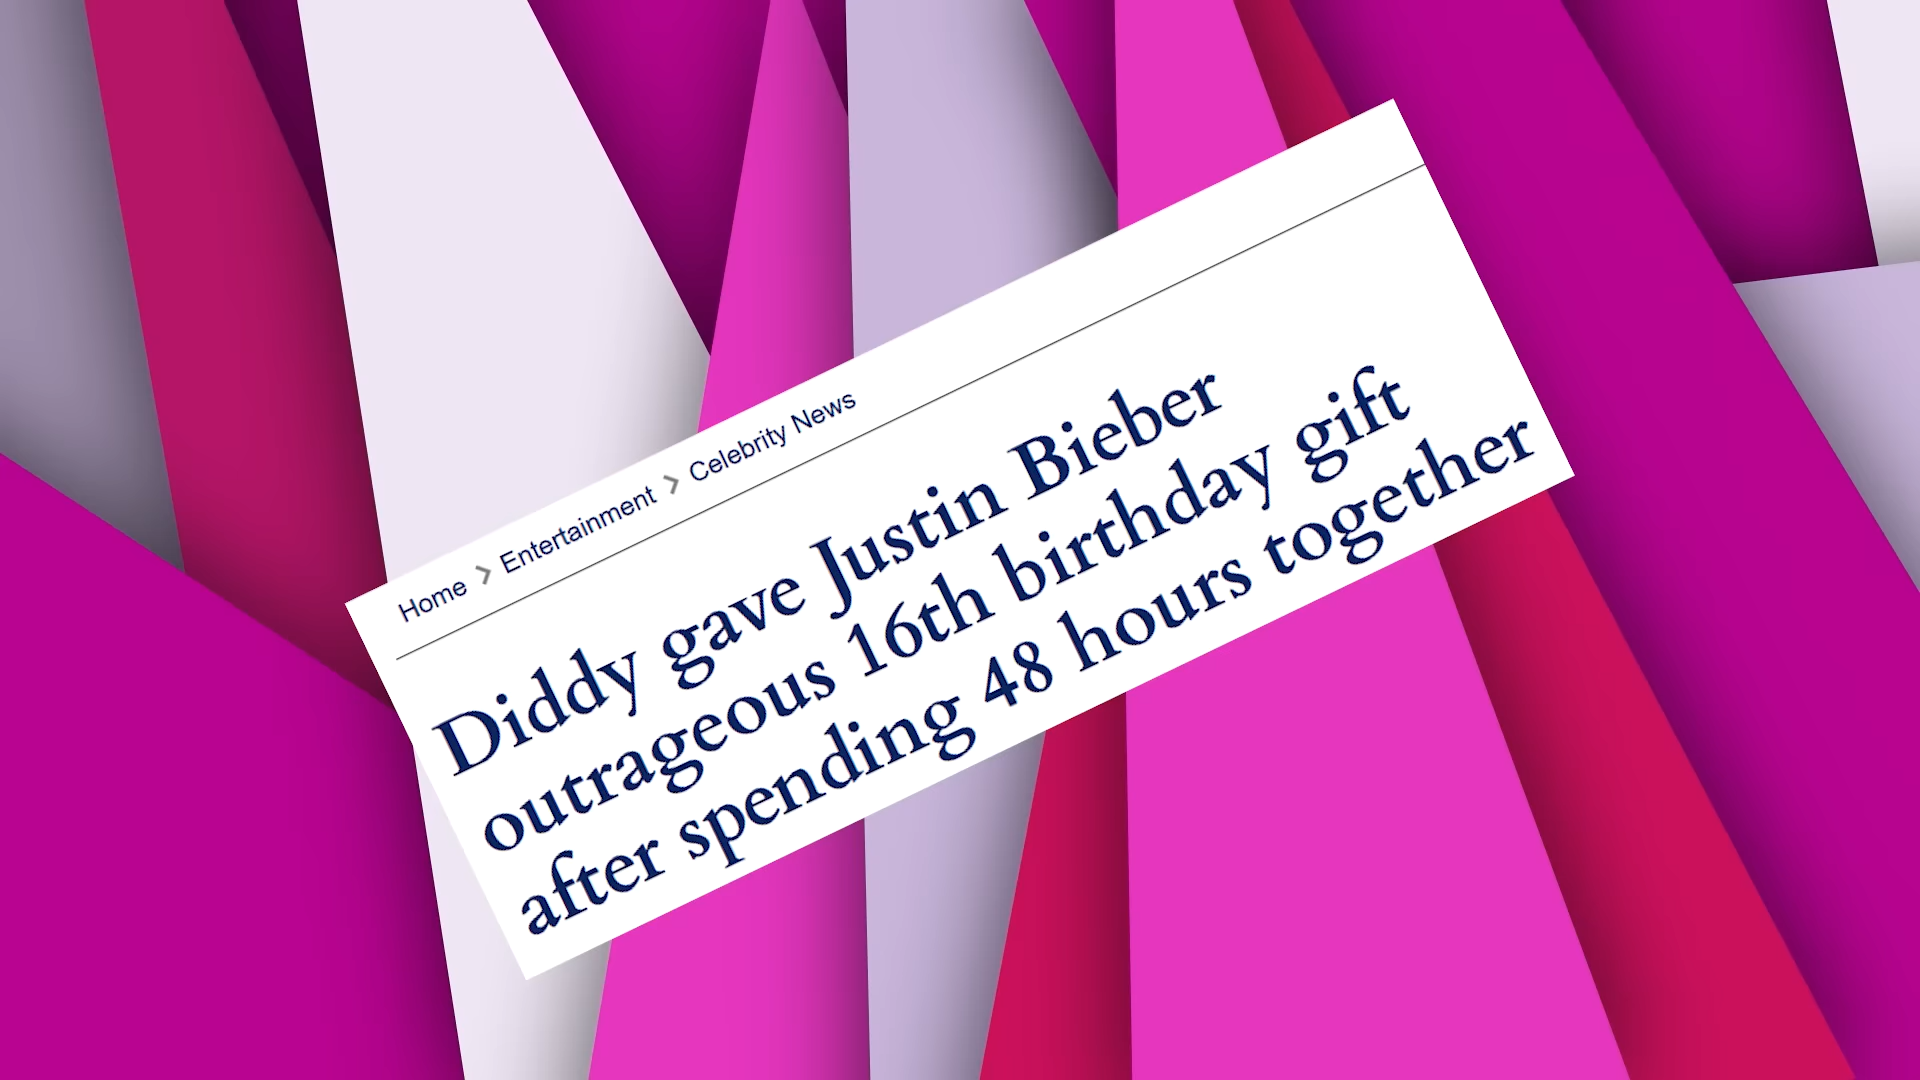 Home > Entertainment > Celebrity News
Diddy gave Justin Bieber
outrageous 16th birthday gift
after spending 48 hours together